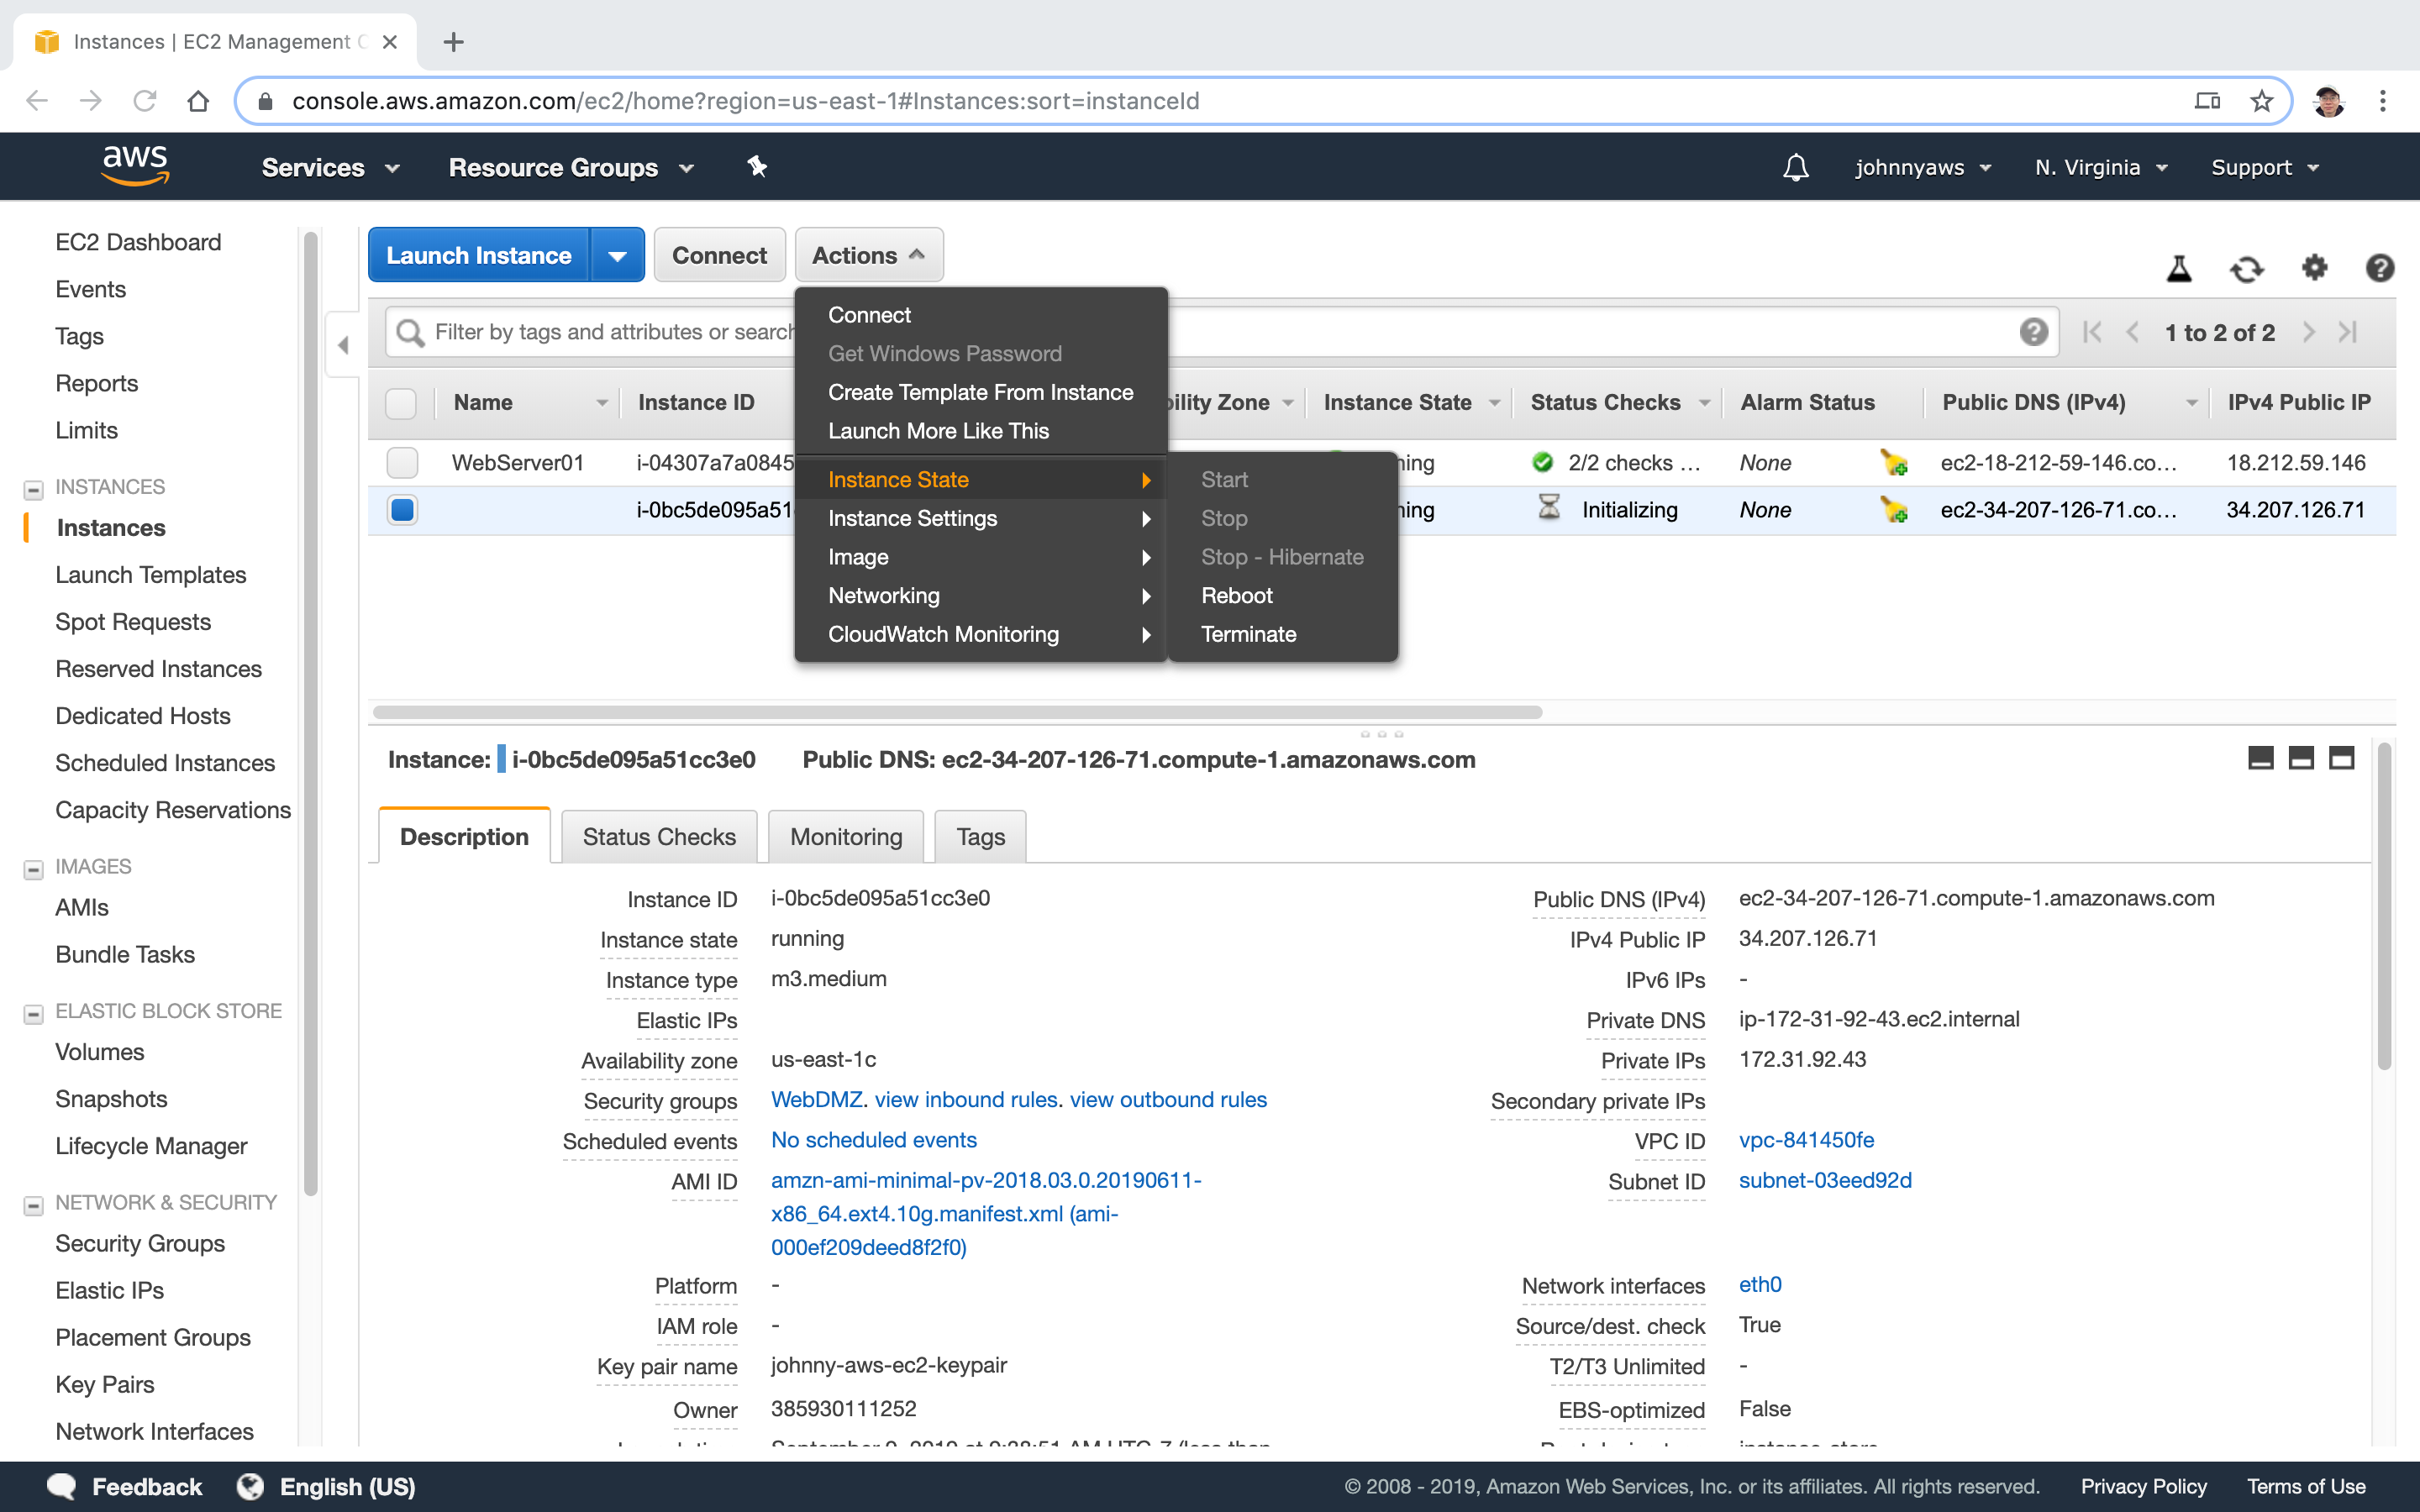 Instances | EC2 Management C
console.aws.amazon.com/ec2/home?region=us-east-1#Instances:sort=instanceId
aws Services Resource Groups johnnyaws N. Virginia Support
Launch Instance Connect Actions
Filter by tags and attributes or search 1 to 2 of 2
Name Instance ID bility Zone Instance State Status Checks Alarm Status Public DNS (IPv4) IPv4 Public IP
WebServer01 i-04307a7a0845 ning 2/2 checks ... None ec2-18-212-59-146.co... 18.212.59.146
i-0bc5de095a51 ning Initializing None ec2-34-207-126-71.co... 34.207.126.71
Connect
Get Windows Password
Create Template From Instance
Launch More Like This
Instance State
Instance Settings
Image
Networking
CloudWatch Monitoring
Start
Stop
Stop - Hibernate
Reboot
Terminate
EC2 Dashboard
Events
Tags
Reports
Limits
INSTANCES
Instances
Launch Templates
Spot Requests
Reserved Instances
Dedicated Hosts
Scheduled Instances
Capacity Reservations
IMAGES
AMIs
Bundle Tasks
ELASTIC BLOCK STORE
Volumes
Snapshots
Lifecycle Manager
NETWORK & SECURITY
Security Groups
Elastic IPs
Placement Groups
Key Pairs
Network Interfaces
Instance: i-0bc5de095a51cc3e0 Public DNS: ec2-34-207-126-71.compute-1.amazonaws.com
Description Status Checks Monitoring Tags
Instance ID i-0bc5de095a51cc3e0
Instance state running
Instance type m3.medium
Elastic IPs
Availability zone us-east-1c
Security groups WebDMZ. view inbound rules. view outbound rules
Scheduled events No scheduled events
AMI ID amzn-ami-minimal-pv-2018.03.0.20190611-
x86_64.ext4.10g.manifest.xml (ami-
000ef209deed8f2f0)
Platform -
IAM role -
Key pair name johnny-aws-ec2-keypair
Owner 385930111252
Public DNS (IPv4) ec2-34-207-126-71.compute-1.amazonaws.com
IPv4 Public IP 34.207.126.71
IPv6 IPs -
Private DNS ip-172-31-92-43.ec2.internal
Private IPs 172.31.92.43
Secondary private IPs
VPC ID vpc-841450fe
Subnet ID subnet-03eed92d
Network interfaces eth0
Source/dest. check True
T2/T3 Unlimited -
EBS-optimized False
Feedback English (US) © 2008 - 2019, Amazon Web Services, Inc. or its affiliates. All rights reserved. Privacy Policy Terms of Use